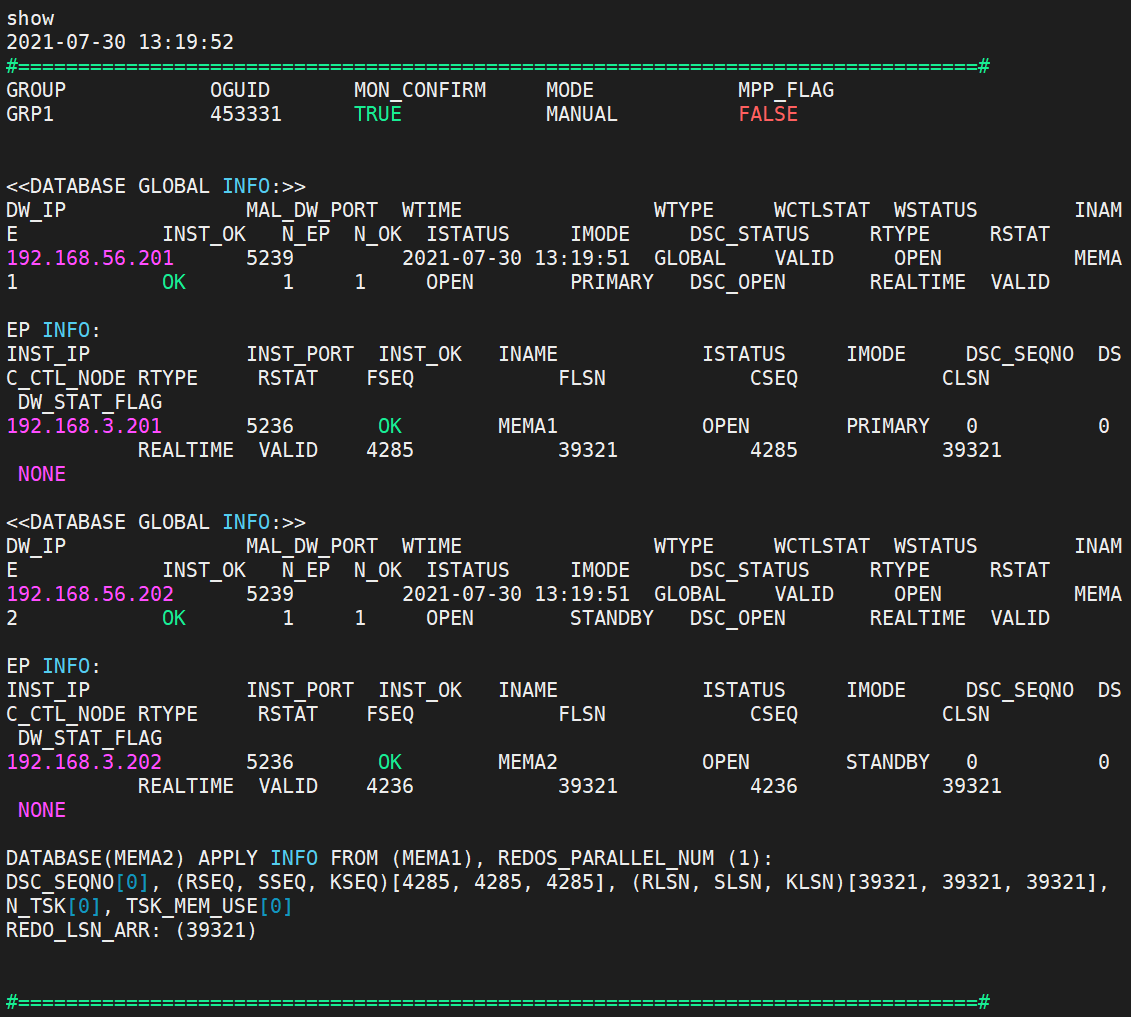 show
2021-07-30 13:19:52
#================================================================================#
GROUP            OGUID       MON_CONFIRM     MODE            MPP_FLAG
GRP1             453331      TRUE            MANUAL          FALSE
<<DATABASE GLOBAL INFO:>>
DW_IP               MAL_DW_PORT  WTIME                WTYPE     WCTLSTAT  WSTATUS        INAM
E            INST_OK   N_EP  N_OK  ISTATUS     IMODE     DSC_STATUS     RTYPE     RSTAT
192.168.56.201      5239         2021-07-30 13:19:51  GLOBAL    VALID     OPEN           MEMA
1            OK        1     1     OPEN        PRIMARY   DSC_OPEN       REALTIME  VALID
EP INFO:
INST_IP             INST_PORT  INST_OK   INAME            ISTATUS     IMODE     DSC_SEQNO  DS
C_CTL_NODE RTYPE     RSTAT    FSEQ            FLSN            CSEQ            CLSN
 DW_STAT_FLAG
192.168.3.201       5236       OK        MEMA1            OPEN        PRIMARY   0          0
           REALTIME  VALID    4285            39321           4285            39321
 NONE
<<DATABASE GLOBAL INFO:>>
DW_IP               MAL_DW_PORT  WTIME                WTYPE     WCTLSTAT  WSTATUS        INAM
E            INST_OK   N_EP  N_OK  ISTATUS     IMODE     DSC_STATUS     RTYPE     RSTAT
192.168.56.202      5239         2021-07-30 13:19:51  GLOBAL    VALID     OPEN           MEMA
2            OK        1     1     OPEN        STANDBY   DSC_OPEN       REALTIME  VALID
EP INFO:
INST_IP             INST_PORT  INST_OK   INAME            ISTATUS     IMODE     DSC_SEQNO  DS
C_CTL_NODE RTYPE     RSTAT    FSEQ            FLSN            CSEQ            CLSN
 DW_STAT_FLAG
192.168.3.202       5236       OK        MEMA2            OPEN        STANDBY   0          0
           REALTIME  VALID    4236            39321           4236            39321
 NONE
DATABASE(MEMA2) APPLY INFO FROM (MEMA1), REDOS_PARALLEL_NUM (1):
DSC_SEQNO[0], (RSEQ, SSEQ, KSEQ)[4285, 4285, 4285], (RLSN, SLSN, KLSN)[39321, 39321, 39321],
N_TSK[0], TSK_MEM_USE[0]
REDO_LSN_ARR: (39321)
#================================================================================#